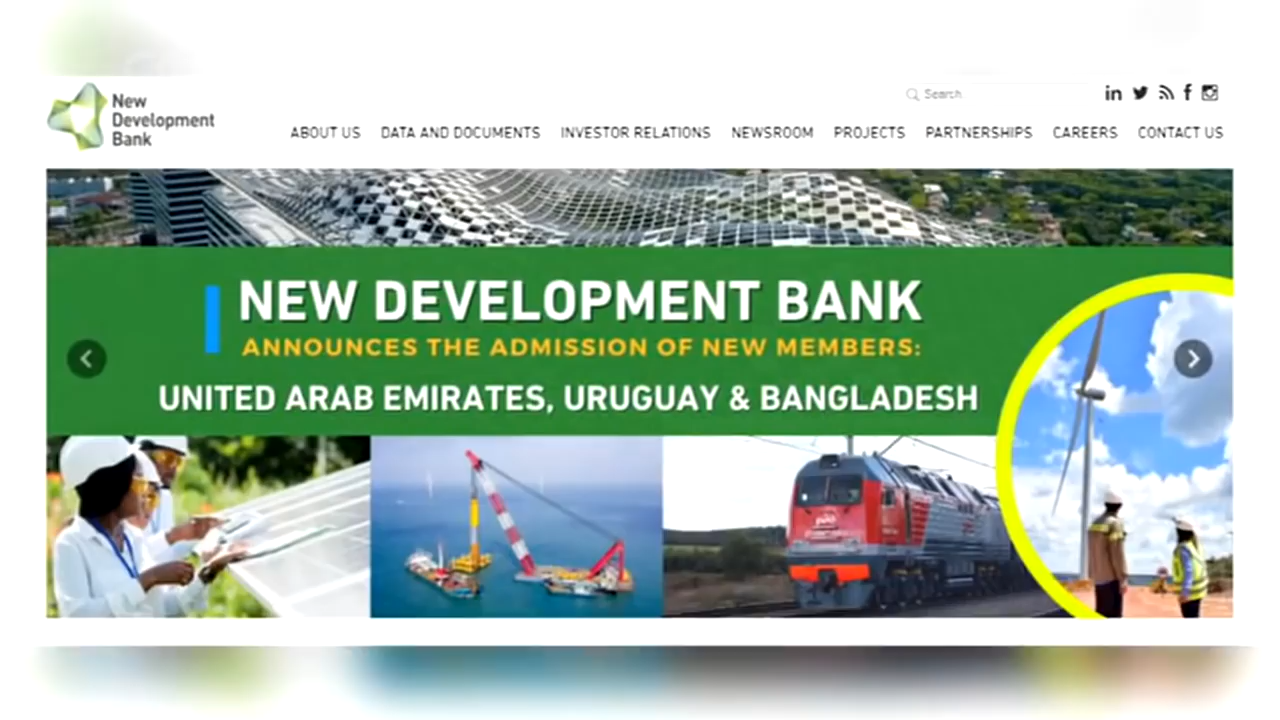 New
Development
Bank
Search
ABOUT US DATA AND DOCUMENTS INVESTOR RELATIONS NEWSROOM PROJECTS PARTNERSHIPS CAREERS CONTACT US
NEW DEVELOPMENT BANK
ANNOUNCES THE ADMISSION OF NEW MEMBERS:
UNITED ARAB EMIRATES, URUGUAY & BANGLADESH